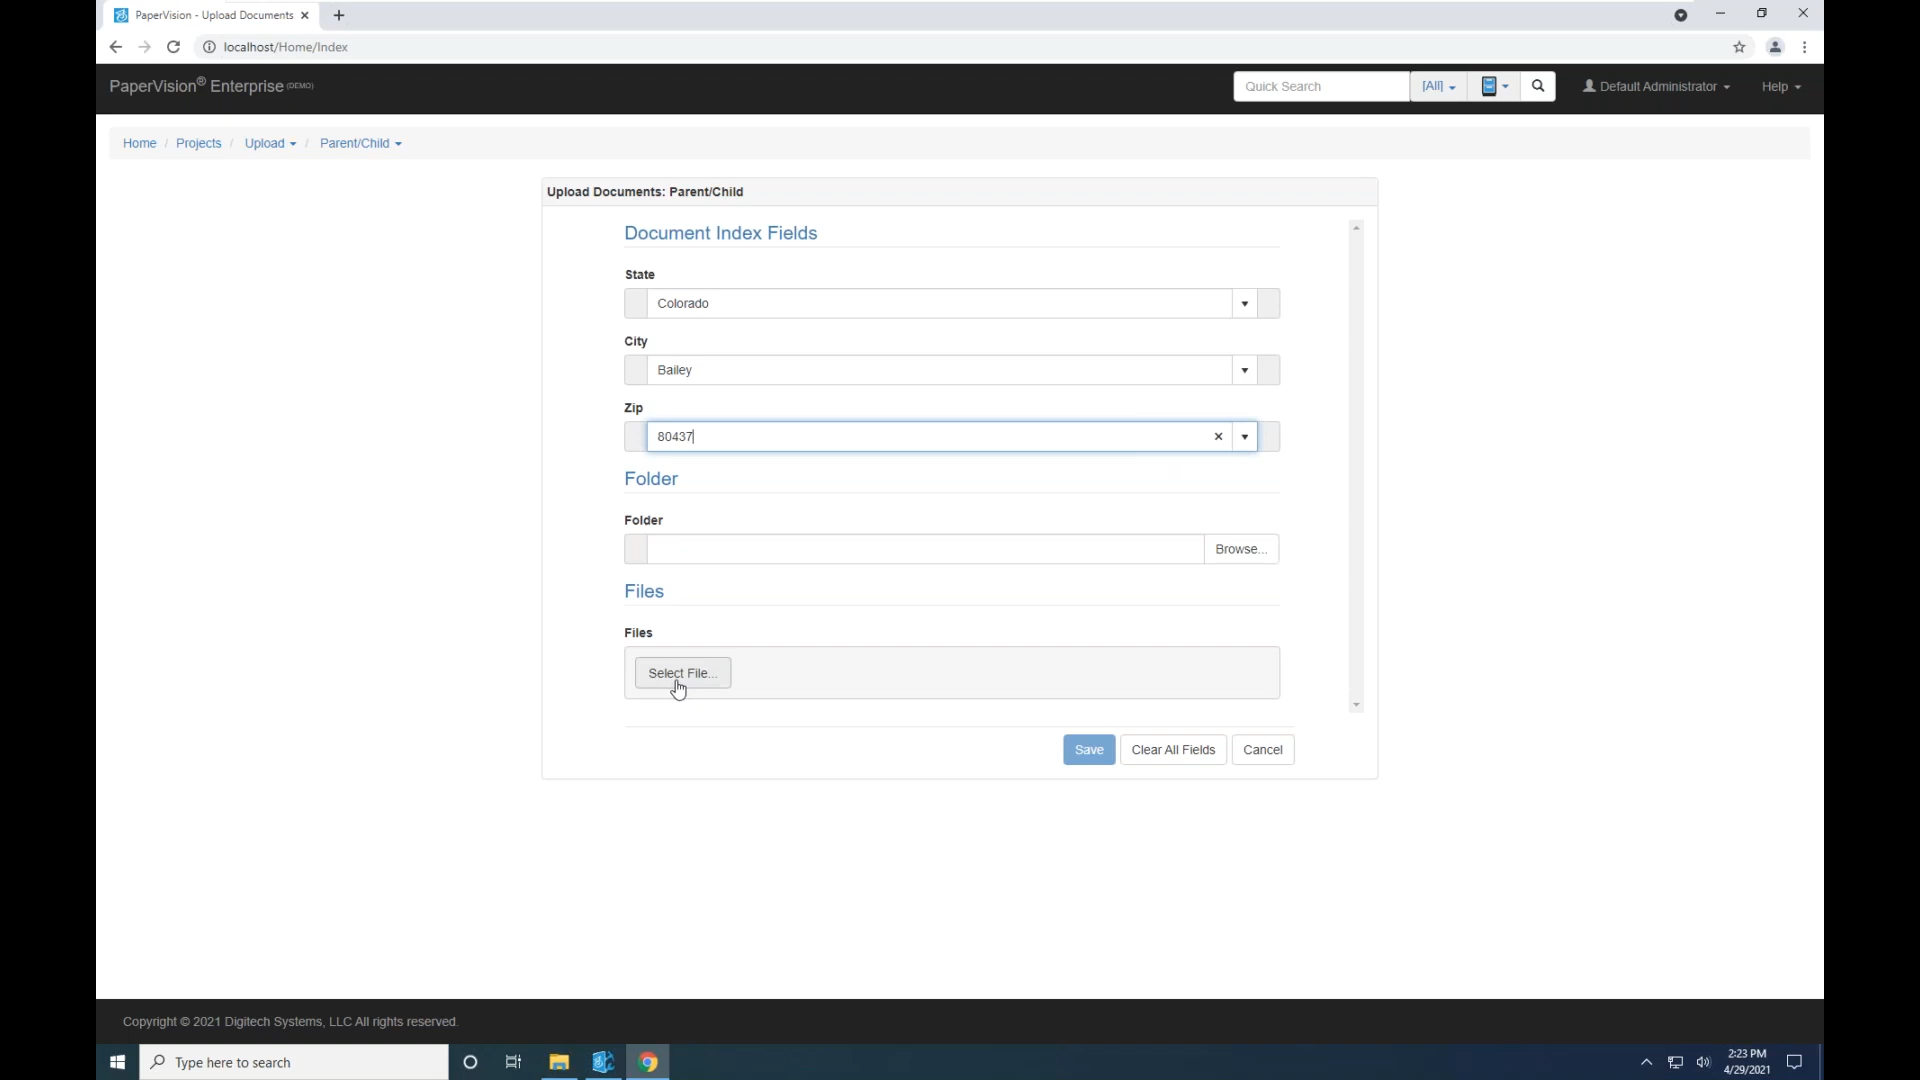 PaperVision - Upload Documents
localhost/Home/Index
PaperVision® Enterprise (DEMO)
Quick Search
[All]
Default Administrator
Help
Home / Projects / Upload / Parent/Child
Upload Documents: Parent/Child
Document Index Fields
State
Colorado
City
Bailey
Zip
80437
Folder
Folder
Browse...
Files
Files
Select File...
Save
Clear All Fields
Cancel
Copyright © 2021 Digitech Systems, LLC All rights reserved.
Type here to search
2:23 PM
4/29/2021